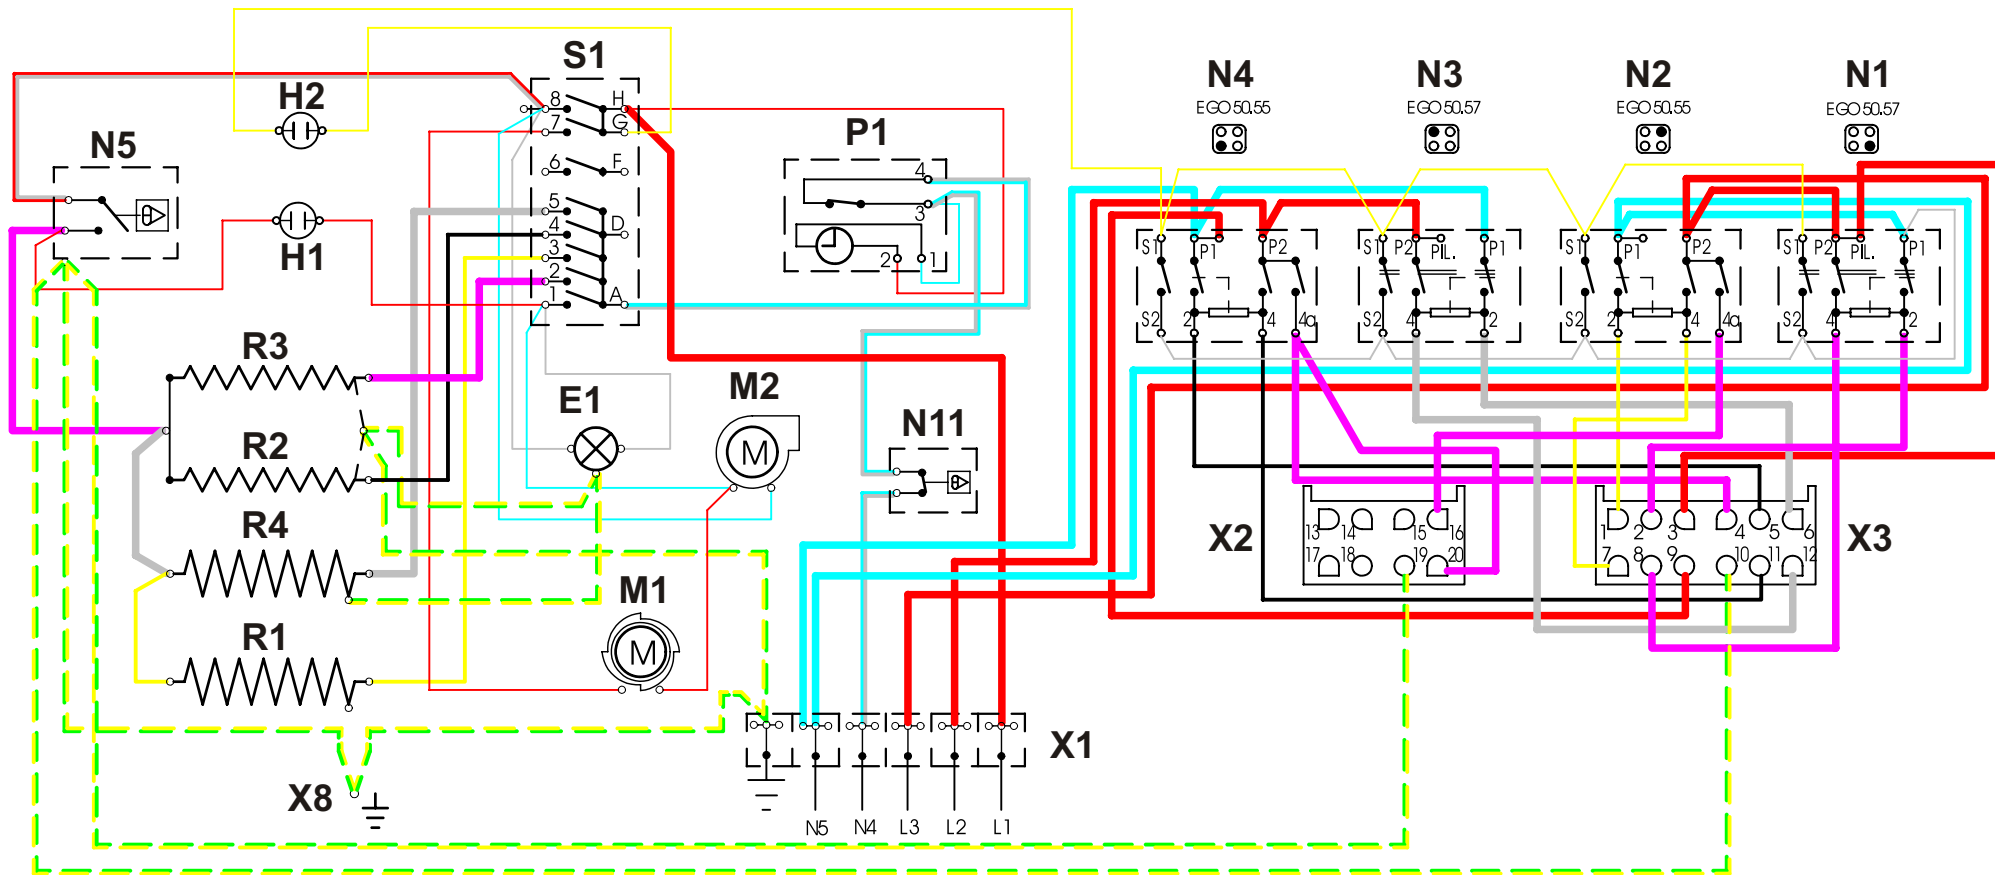 S1
N4
N3
N2
N1
EGO 50.55
EGO 50.57
EGO 50.55
EGO 50.57
H2
N5
P1
8 H
7 G
6 F
5
4 D
3
2
1 A
4
3
2 1
H1
S1 P1 P2
S1 P2 PIL. P1
S1 P1 P2
S1 P2 PIL. P1
S2 2 4 4a
S2 4 2
S2 2 4 4a
S2 4 2
R3
E1
M2
M
R2
N11
R4
X2
13 14 15 16
17 18 19 20
1 2 3 4 5 6
7 8 9 10 11 12
X3
M1
M
R1
X1
X8
N5 N4 L3 L2 L1